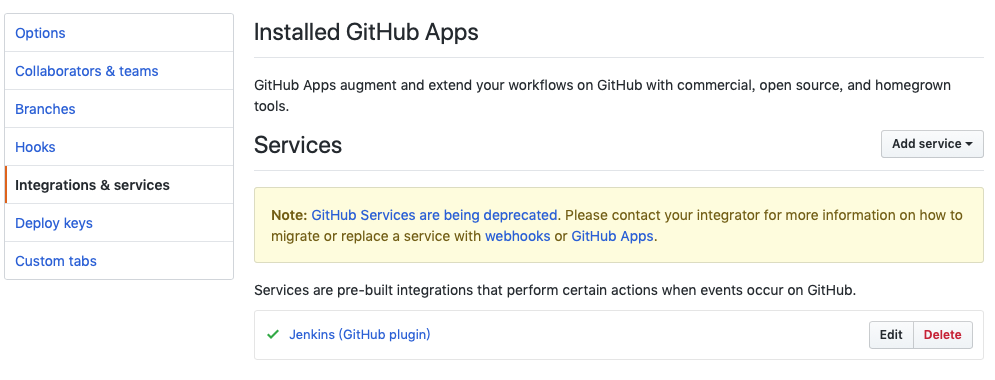 Options
Collaborators & teams
Branches
Hooks
Integrations & services
Deploy keys
Custom tabs
Installed GitHub Apps
GitHub Apps augment and extend your workflows on GitHub with commercial, open source, and homegrown
tools.
Services
Add service
Note: GitHub Services are being deprecated. Please contact your integrator for more information on how to
migrate or replace a service with webhooks or GitHub Apps.
Services are pre-built integrations that perform certain actions when events occur on GitHub.
Jenkins (GitHub plugin)
Edit
Delete